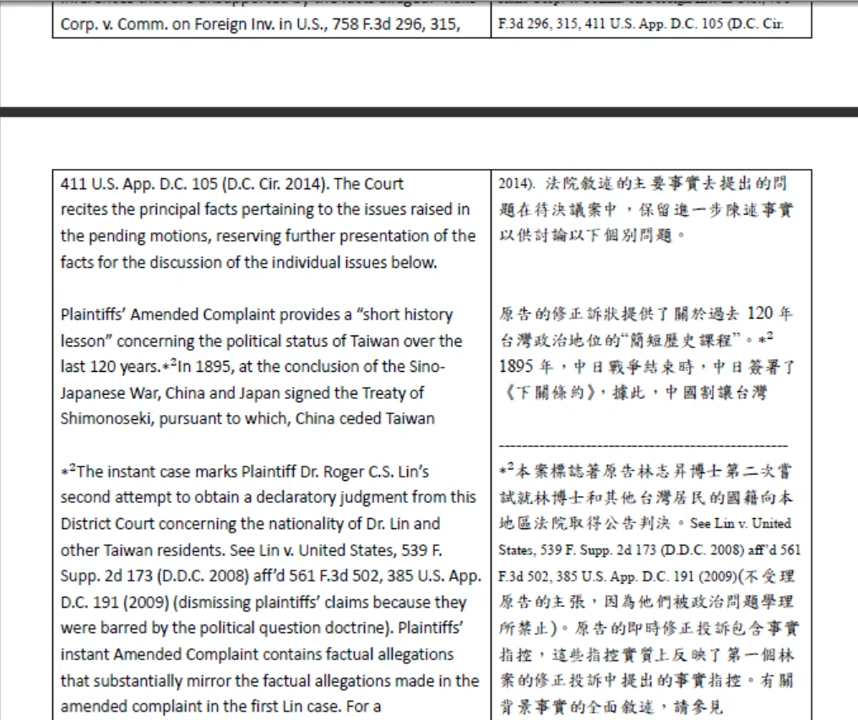 Corp. v. Comm. on Foreign Inv. in U.S., 758 F.3d 296, 315,
411 U.S. App. D.C. 105 (D.C. Cir. 2014). The Court
recites the principal facts pertaining to the issues raised in
the pending motions, reserving further presentation of the
facts for the discussion of the individual issues below.
Plaintiffs' Amended Complaint provides a “short history
lesson” concerning the political status of Taiwan over the
last 120 years.*²In 1895, at the conclusion of the Sino-
Japanese War, China and Japan signed the Treaty of
Shimonoseki, pursuant to which, China ceded Taiwan
*²The instant case marks Plaintiff Dr. Roger C.S. Lin's
second attempt to obtain a declaratory judgment from this
District Court concerning the nationality of Dr. Lin and
other Taiwan residents. See Lin v. United States, 539 F.
Supp. 2d 173 (D.D.C. 2008) aff'd 561 F.3d 502, 385 U.S. App.
D.C. 191 (2009) (dismissing plaintiffs' claims because they
were barred by the political question doctrine). Plaintiffs'
instant Amended Complaint contains factual allegations
that substantially mirror the factual allegations made in the
amended complaint in the first Lin case. For a
F.3d 296, 315, 411 U.S. App. D.C. 105 (D.C. Cir.
2014). 法院敘述的主要事實去提出的問
題在待決議案中，保留進一步陳述事實
以供討論以下個別問題。
原告的修正訴狀提供了關於過去 120 年
台灣政治地位的“簡短歷史課程”。*²
1895 年，中日戰爭結束時，中日簽署了
《下關條約》，據此，中國割讓台灣
*²本案標誌著原告林志昇博士第二次嘗
試就林博士和其他台灣居民的國籍向本
地區法院取得公告判決。See Lin v. United
States, 539 F. Supp. 2d 173 (D.D.C. 2008) aff'd 561
F.3d 502, 385 U.S. App. D.C. 191 (2009)(不受理
原告的主張，因為他們被政治問題學理
所禁止)。原告的即時修正投訴包含事實
指控，這些指控實質上反映了第一個林
案的修正投訴中提出的事實指控。有關
背景事實的全面敘述，請參見